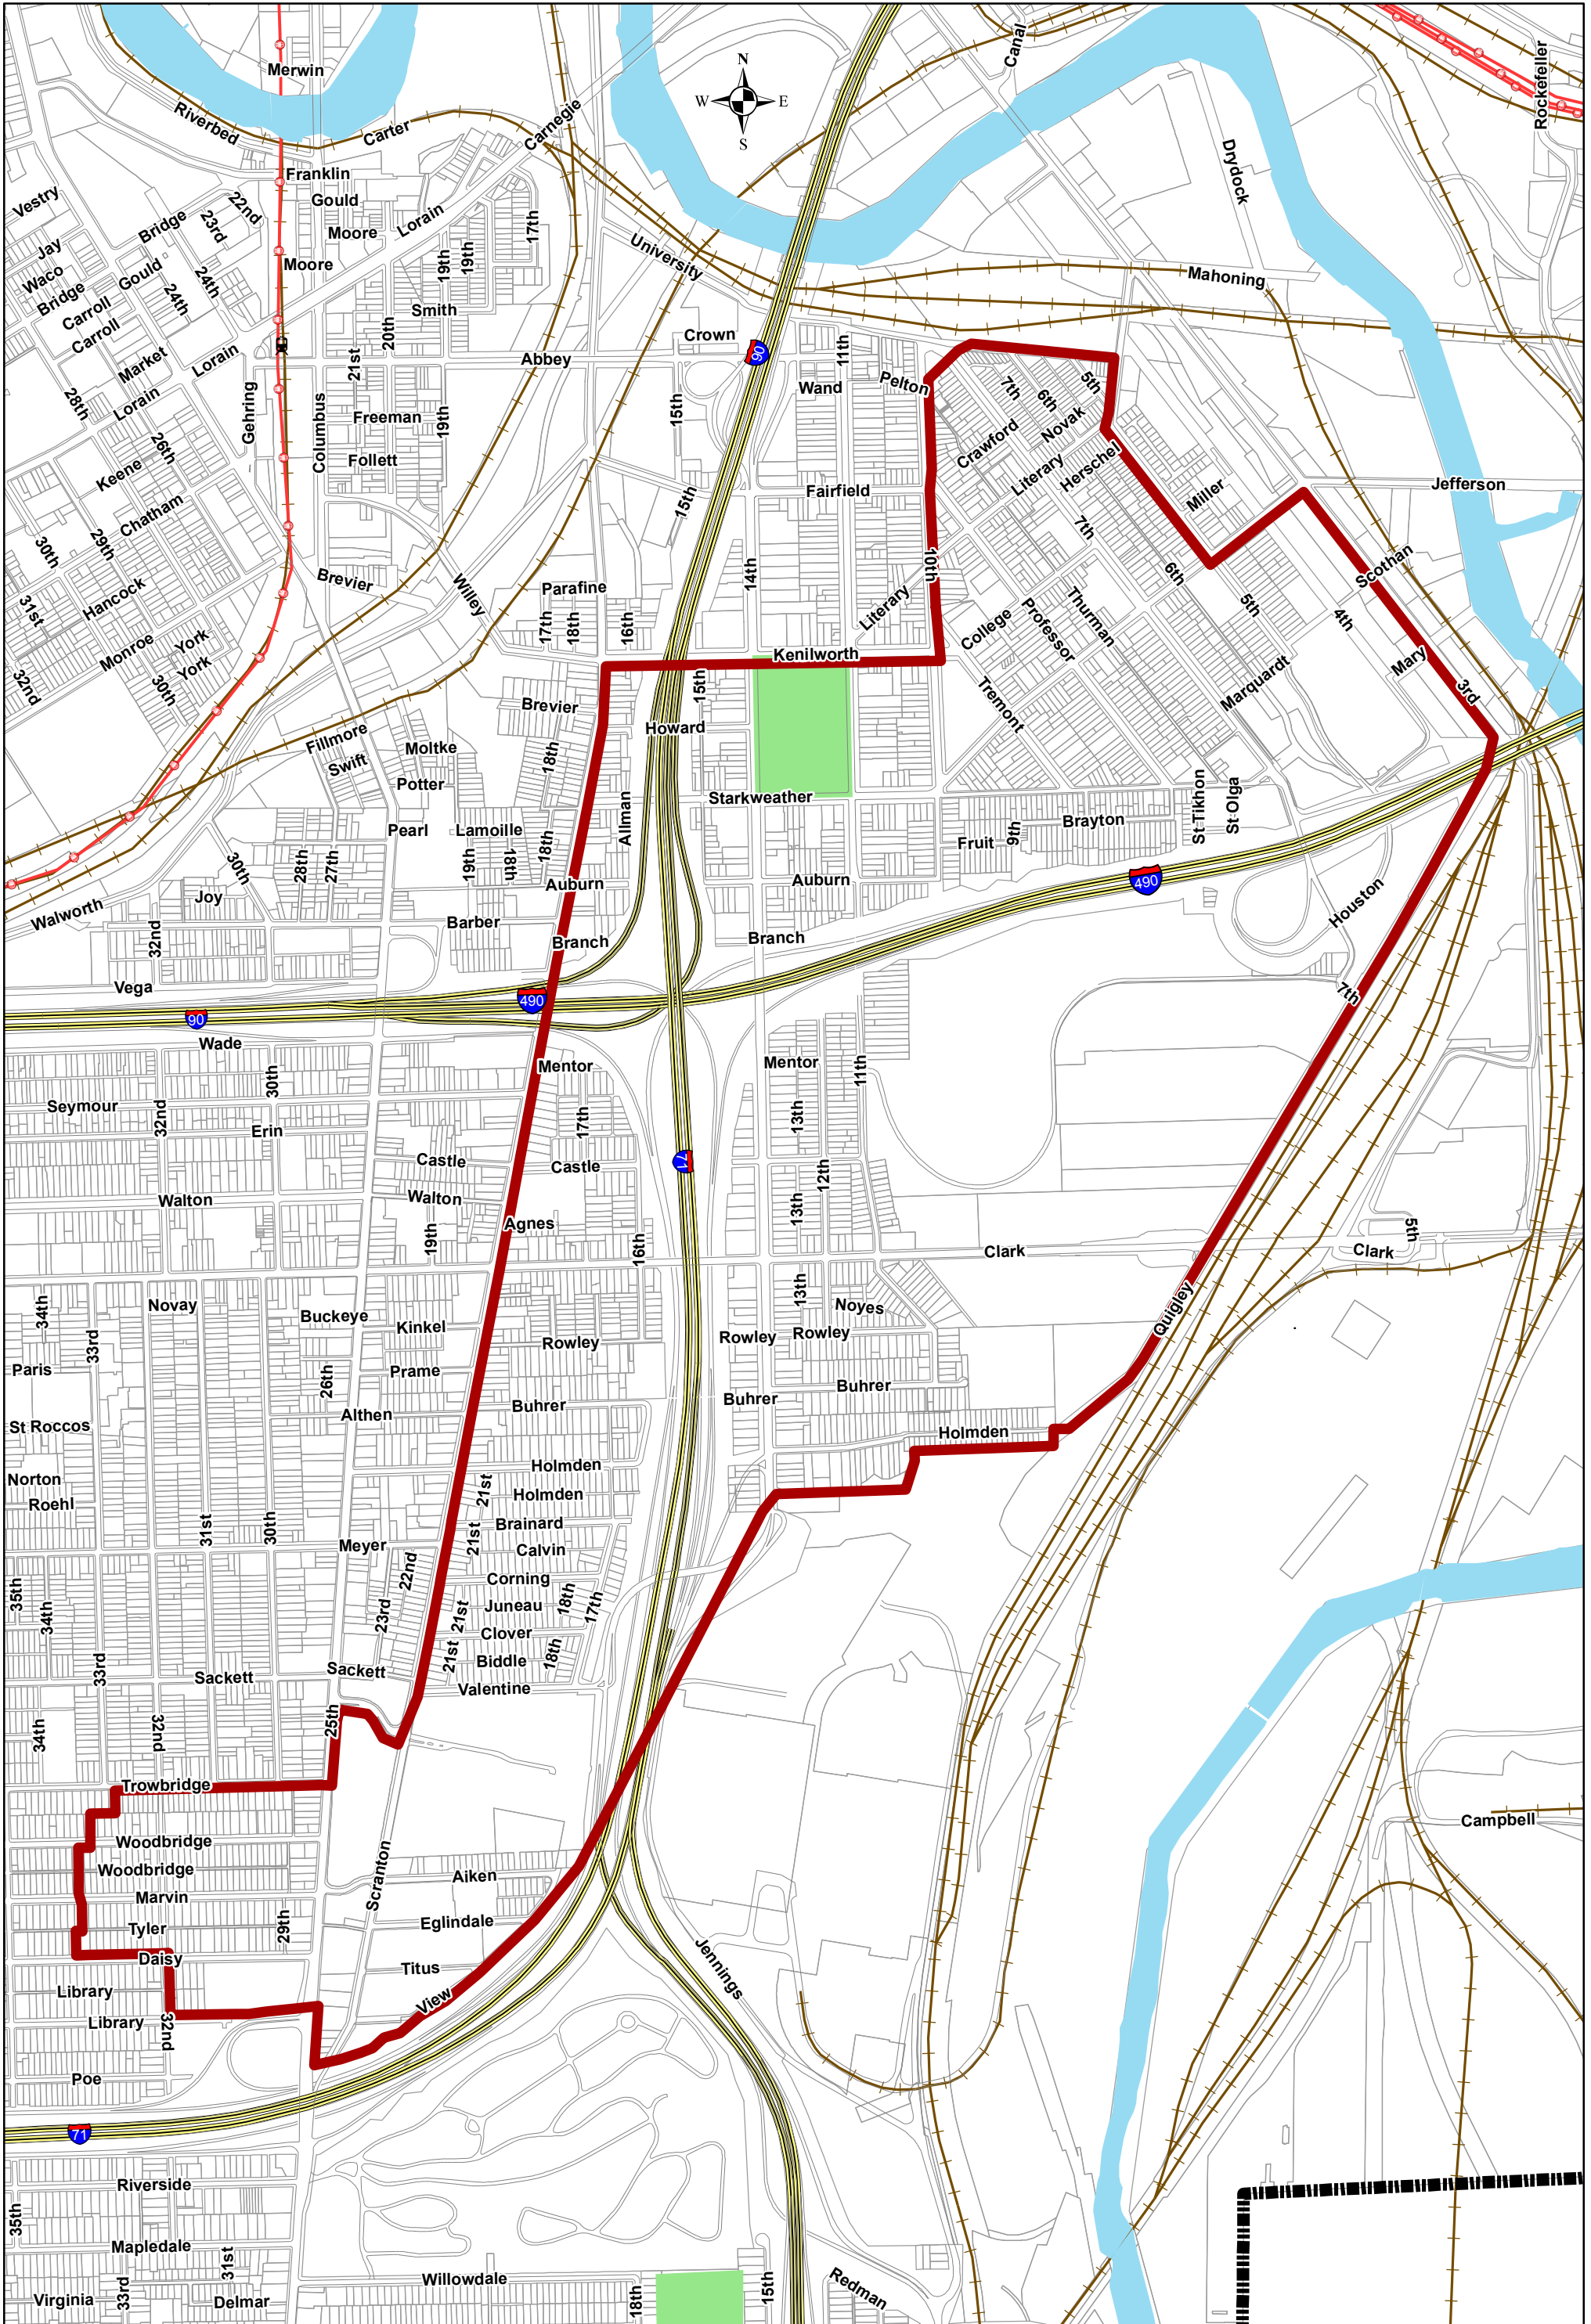 Merwin
Canal
Rockefeller
Riverbed
Carter
Carnegie
N
W
E
S
Franklin
Gould
Vestry
22nd
23rd
Bridge
Moore
Lorain
17th
Drydock
Jay
Waco
Bridge
Gould
24th
24th
Moore
19th
19th
University
Mahoning
Carroll
Carroll
Smith
20th
Crown
90
11th
Market
Lorain
21st
Abbey
Wand
Pelton
7th
6th
5th
28th
Lorain
Gehring
Columbus
Freeman
19th
15th
Crawford
Novak
26th
Keene
Follett
Literary
Herschel
Chatham
15th
Fairfield
Miller
Jefferson
30th
29th
7th
Brevier
Willey
Parafine
14th
10th
6th
Scothan
31st
Hancock
17th
18th
16th
Literary
College
Professor
Thurman
5th
4th
York
York
Monroe
Kenilworth
32nd
30th
15th
Tremont
Marquardt
Mary
3rd
Brevier
Howard
Fillmore
Swift
Moltke
18th
Potter
Allman
Starkweather
St Tikhon
St Olga
Pearl
Lamoille
18th
Fruit
9th
Brayton
30th
28th
27th
19th
18th
Auburn
Auburn
490
Joy
Walworth
32nd
Barber
Branch
Branch
Houston
Vega
490
7th
90
Wade
Mentor
Mentor
11th
30th
Seymour
32nd
Erin
17th
13th
Castle
Castle
71
12th
Walton
Walton
13th
Agnes
19th
16th
Clark
Clark
5th
34th
Novay
Buckeye
Kinkel
13th
Noyes
Quigley
33rd
Rowley
Rowley
Rowley
Paris
26th
Prame
Buhrer
Buhrer
Buhrer
St Roccos
Althen
Holmden
Norton
Roehl
Holmden
21st
Holmden
31st
30th
Brainard
21st
Meyer
Calvin
22nd
35th
34th
Corning
18th
17th
23rd
21st
Juneau
Clover
33rd
21st
18th
Sackett
Sackett
Biddle
Valentine
34th
32nd
25th
Trowbridge
Campbell
Woodbridge
Woodbridge
Scranton
Aiken
Marvin
Tyler
29th
Eglindale
Daisy
Titus
Jennings
Library
View
Library
32nd
Poe
71
Riverside
35th
Mapledale
31st
Willowdale
Redman
Virginia
33rd
Delmar
18th
15th